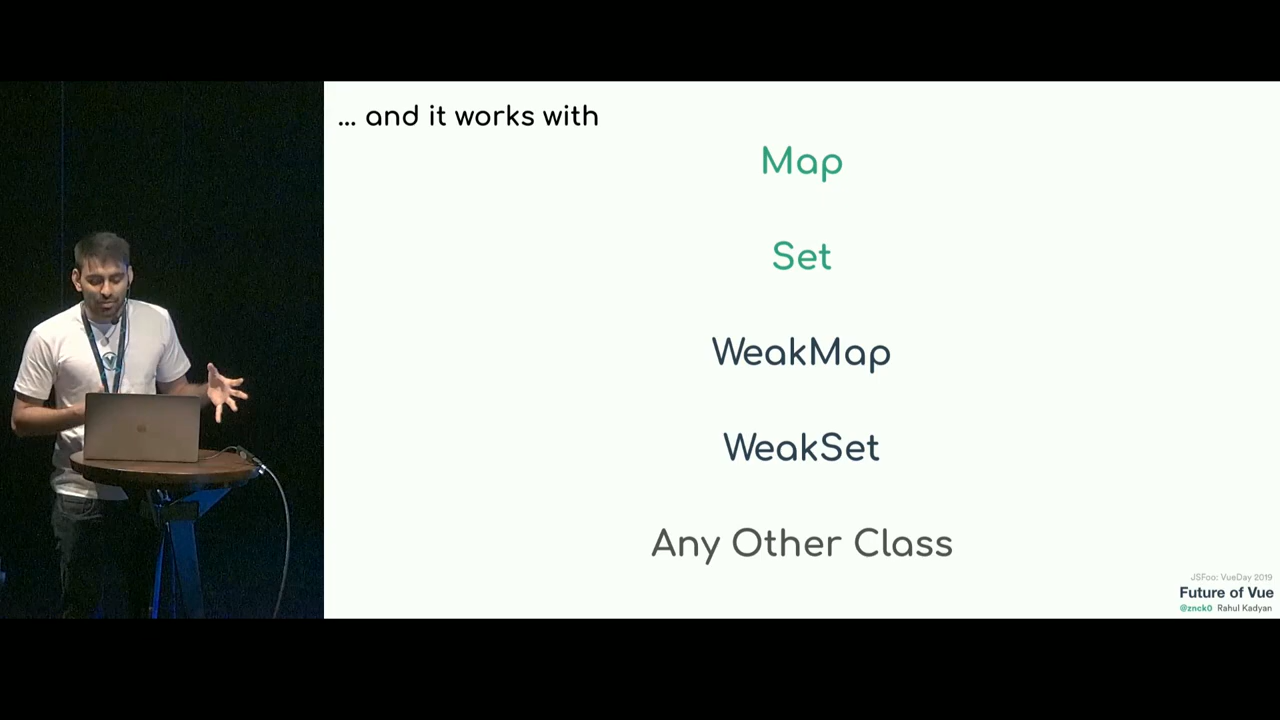 ... and it works with
Map
Set
WeakMap
WeakSet
Any Other Class
JSFoo: VueDay 2019
Future of Vue
@znck0 Rahul Kadyan